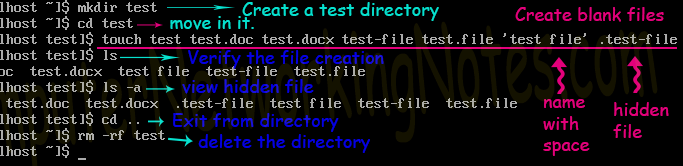 lhost ~]$ mkdir test Create a test directory Create blank files
lhost ~]$ cd test move in it.
lhost test]$ touch test test.doc test.docx test-file test.file 'test file' .test-file
lhost test]$ ls Verify the file creation
oc test.docx test file test-file test.file
lhost test]$ ls -a view hidden file
test.doc test.docx .test-file test file test-file test.file
lhost test]$ cd .. Exit from directory
lhost ~]$ rm -rf test delete the directory
lhost ~]$ _
name with space
hidden file